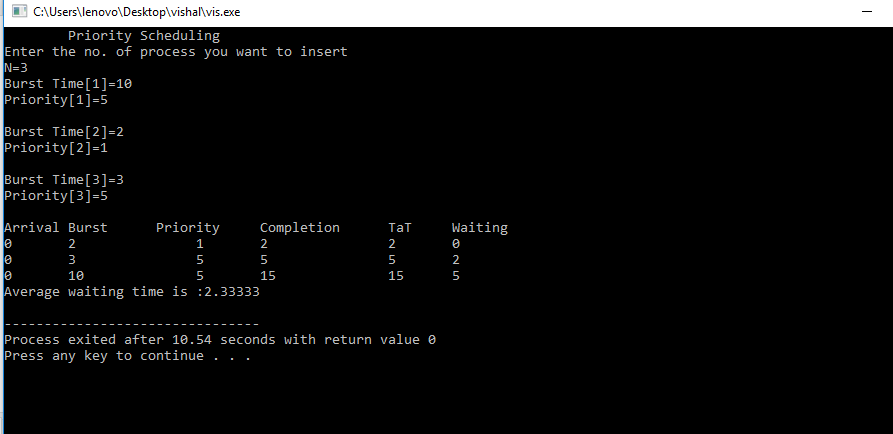 C:\Users\lenovo\Desktop\vishal\vis.exe
Priority Scheduling
Enter the no. of process you want to insert
N=3
Burst Time[1]=10
Priority[1]=5
Burst Time[2]=2
Priority[2]=1
Burst Time[3]=3
Priority[3]=5
Arrival Burst Priority Completion TaT Waiting
0 2 1 2 2 0
0 3 5 5 5 2
0 10 5 15 15 5
Average waiting time is :2.33333
--------------------------------
Process exited after 10.54 seconds with return value 0
Press any key to continue . . .